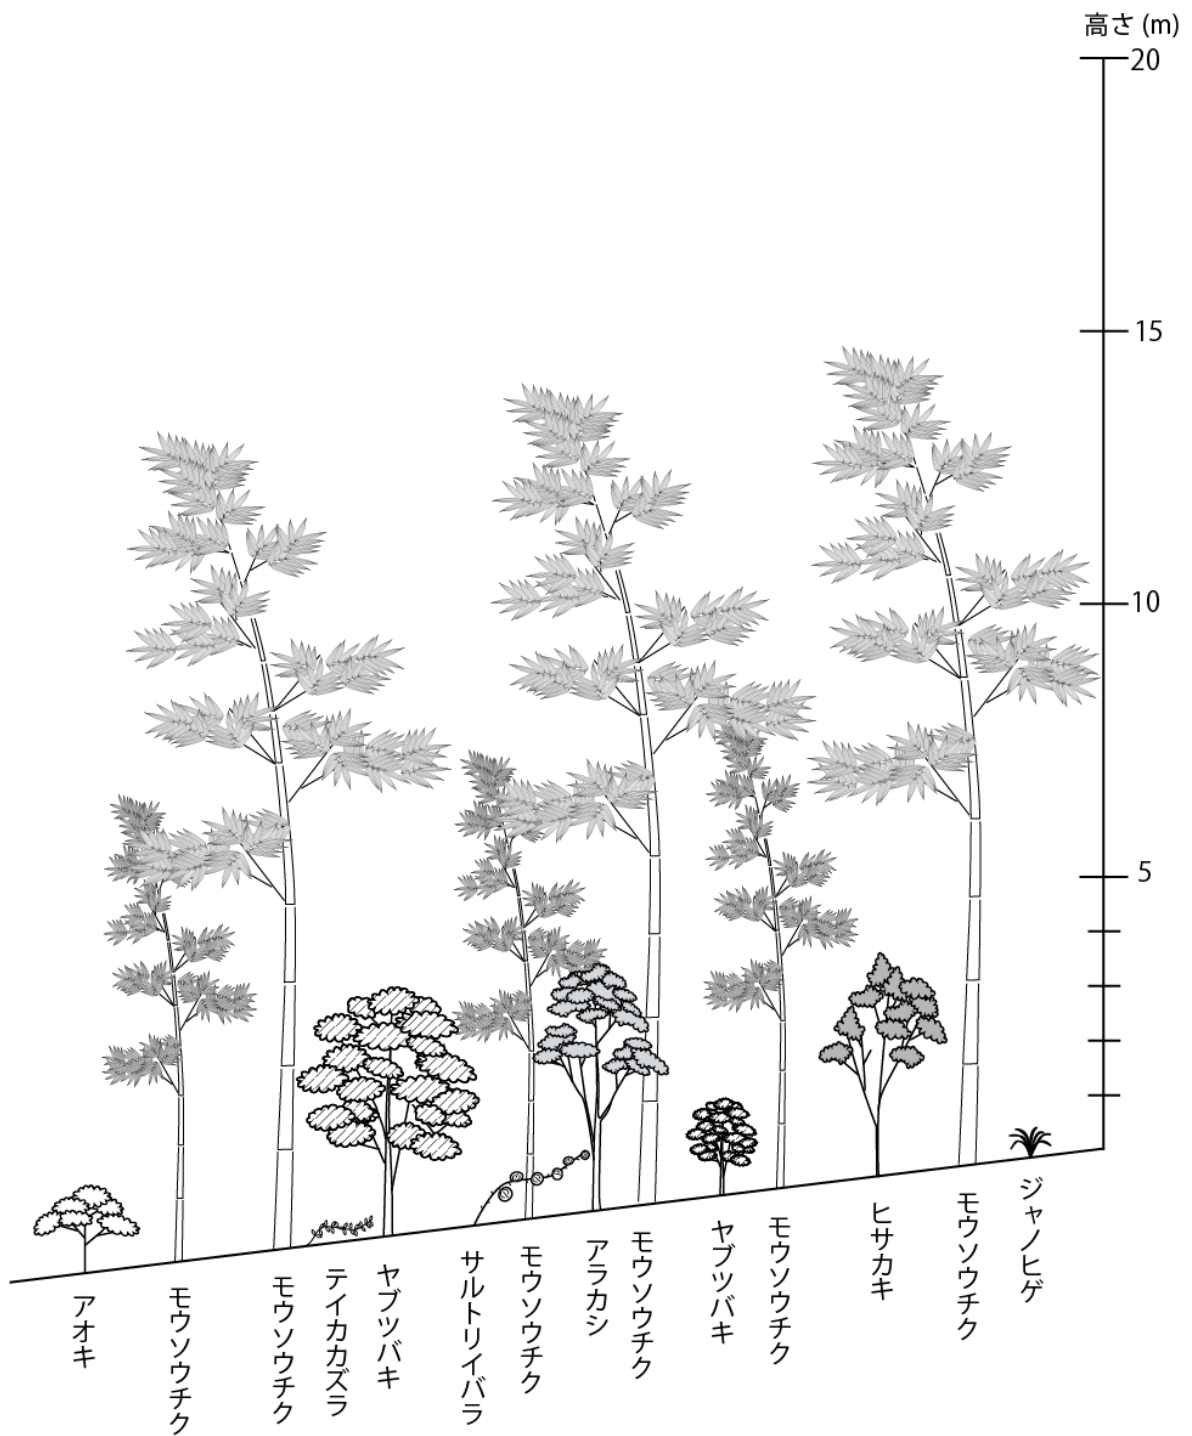 高さ (m)
20
15
10
5
アオキ
モウソウチク
モウソウチク
テイカカズラ
ヤブツバキ
サルトリイバラ
モウソウチク
アラカシ
モウソウチク
ヤブツバキ
モウソウチク
ヒサカキ
モウソウチク
ジャノヒゲ